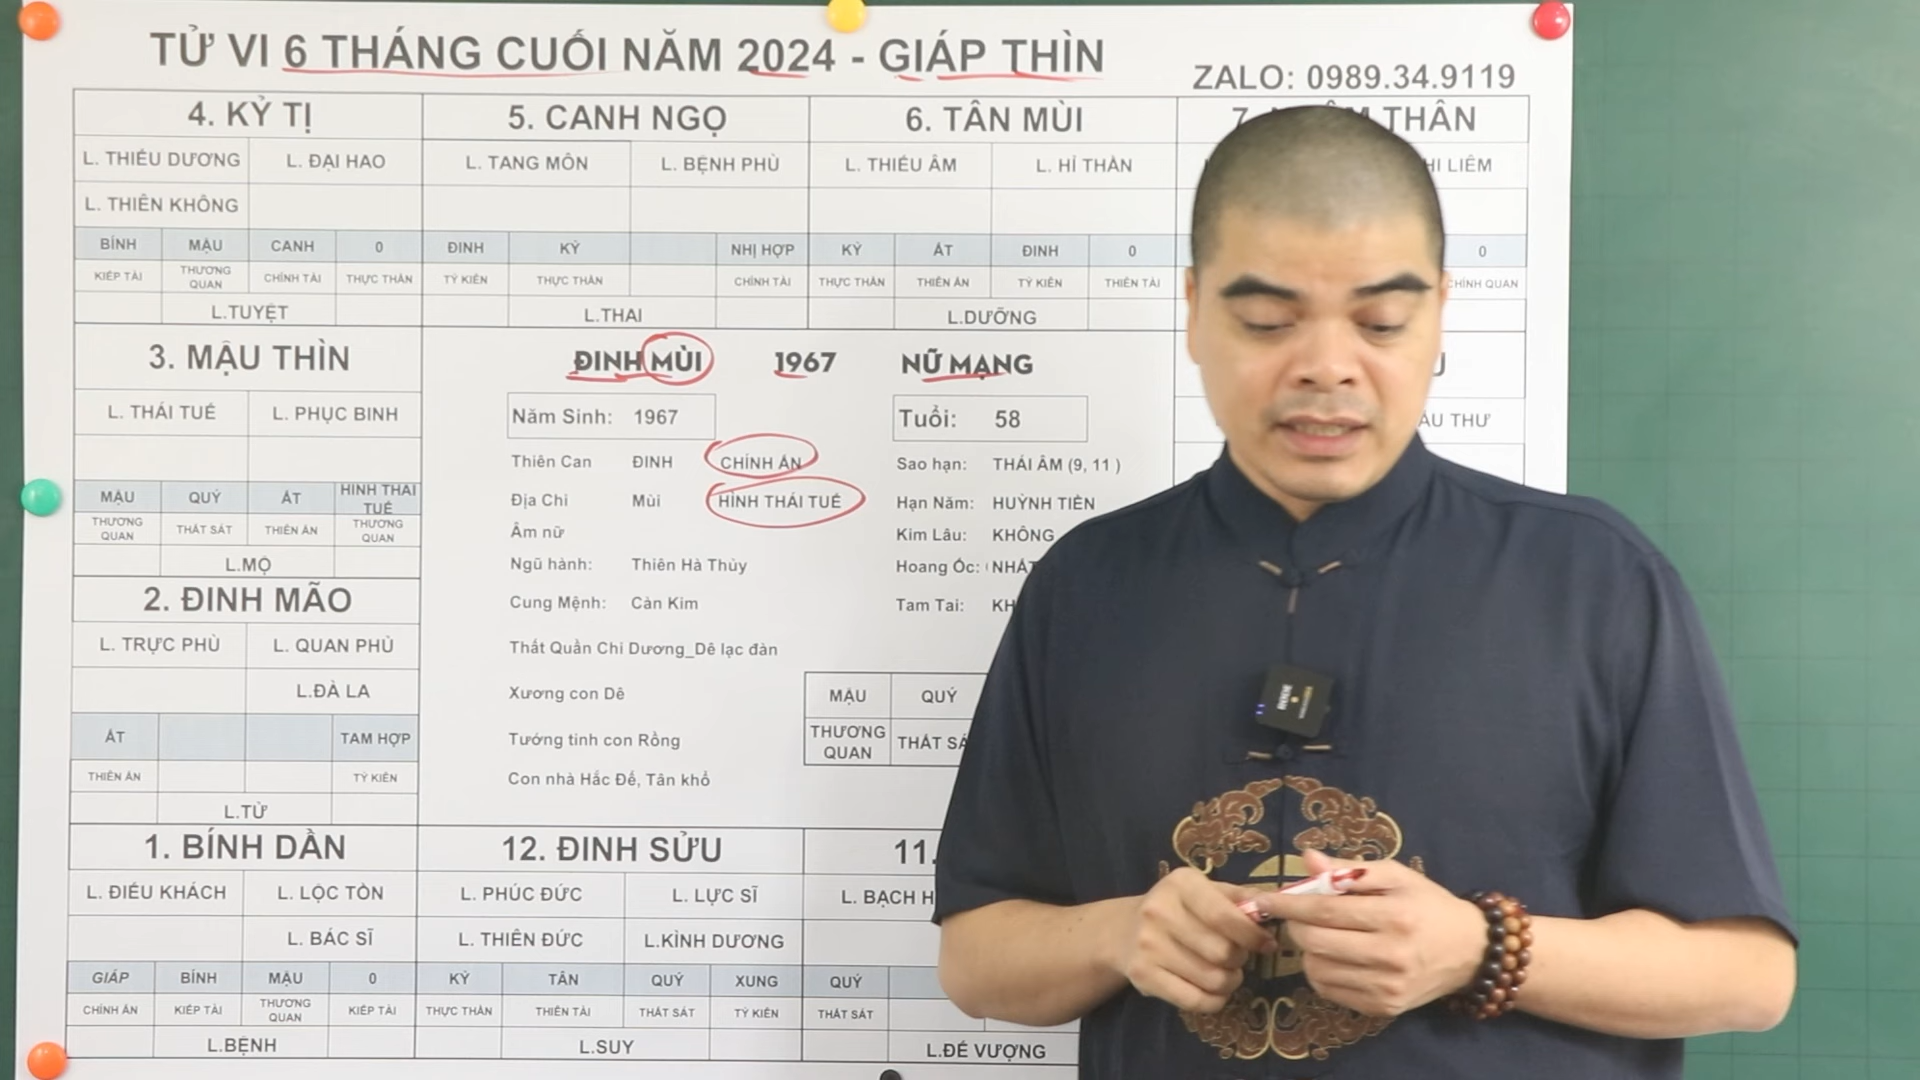 TỬ VI 6 THÁNG CUỐI NĂM 2024 - GIÁP THÌN
ZALO: 0989.34.9119
4. KỶ TỊ
5. CANH NGỌ
6. TÂN MÙI
7. THÂN
L. THIẾU DƯƠNG
L. ĐẠI HAO
L. TANG MÔN
L. BỆNH PHÙ
L. THIẾU ÂM
L. HỈ THẦN
HI LIÊM
L. THIÊN KHÔNG
BÍNH MẬU CANH 0
ĐINH KỶ NHỊ HỢP
KỶ ẤT ĐINH 0
0
KIẾP TÀI THƯƠNG QUAN CHÍNH TÀI THỰC THẦN
TỶ KIÊN THỰC THẦN CHÍNH TÀI
THỰC THẦN THIÊN ẤN TỶ KIÊN THIÊN TÀI
CHÍNH QUAN
L.TUYỆT
L.THAI
L.DƯỠNG
3. MẬU THÌN
ĐINH MÙI 1967 NỮ MẠNG
L. THÁI TUẾ
L. PHỤC BINH
Năm Sinh: 1967
Tuổi: 58
ẤU THƯ
Thiên Can ĐINH CHÍNH ẤN
Sao hạn: THÁI ÂM (9, 11 )
Địa Chi Mùi HÌNH THÁI TUẾ
Hạn Năm: HUỲNH TIỀN
MẬU QUÝ ẤT HÌNH THÁI TUẾ
THƯƠNG QUAN THẤT SÁT THIÊN ẤN THƯƠNG QUAN
Âm nữ
Kim Lâu: KHÔNG
L.MỘ
Ngũ hành: Thiên Hà Thủy
Hoang Ốc: NHẤT
2. ĐINH MÃO
Cung Mệnh: Càn Kim
Tam Tai: KH
L. TRỰC PHÙ
L. QUAN PHỦ
Thất Quần Chi Dương_Dê lạc đàn
L.ĐÀ LA
Xương con Dê
MẬU QUÝ
ẤT TAM HỢP
Tướng tinh con Rồng
THƯƠNG QUAN THẤT SÁ
THIÊN ẤN TỶ KIÊN
Con nhà Hắc Đế, Tân khổ
L.TỬ
1. BÍNH DẦN
12. ĐINH SỬU
11.
L. ĐIẾU KHÁCH
L. LỘC TỒN
L. PHÚC ĐỨC
L. LỰC SĨ
L. BẠCH H
L. BÁC SĨ
L. THIÊN ĐỨC
L.KÌNH DƯƠNG
GIÁP BÍNH MẬU 0
KỶ TÂN QUÝ XUNG
QUÝ
CHÍNH ẤN KIẾP TÀI THƯƠNG QUAN KIẾP TÀI
THỰC THẦN THIÊN TÀI THẤT SÁT TỶ KIÊN
THẤT SÁT
L.BỆNH
L.SUY
L.ĐẾ VƯỢNG